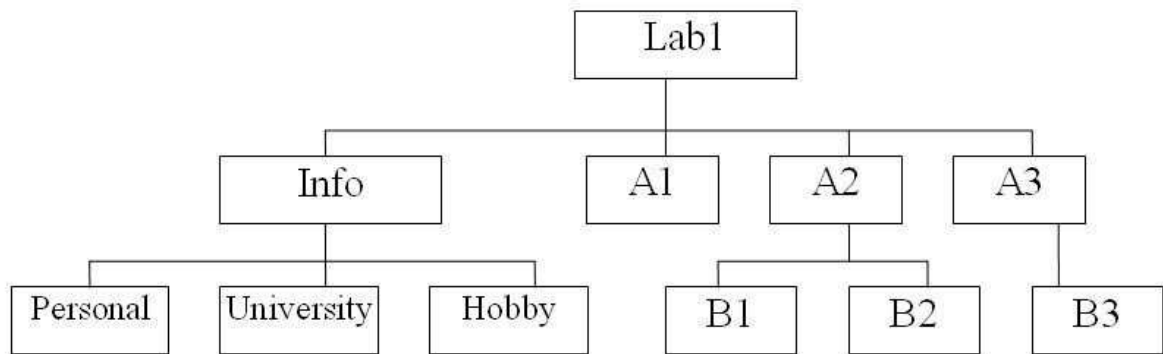 Lab1
Info
A1
A2
A3
Personal
University
Hobby
B1
B2
B3